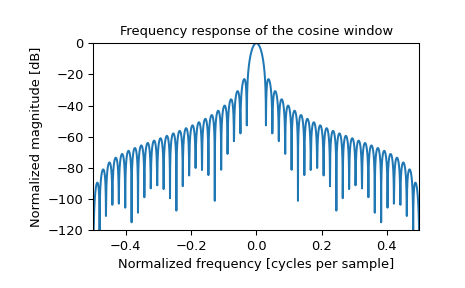 Frequency response of the cosine window
Normalized magnitude [dB]
0
−20
−40
−60
−80
−100
−120
−0.4 −0.2 0.0 0.2 0.4
Normalized frequency [cycles per sample]